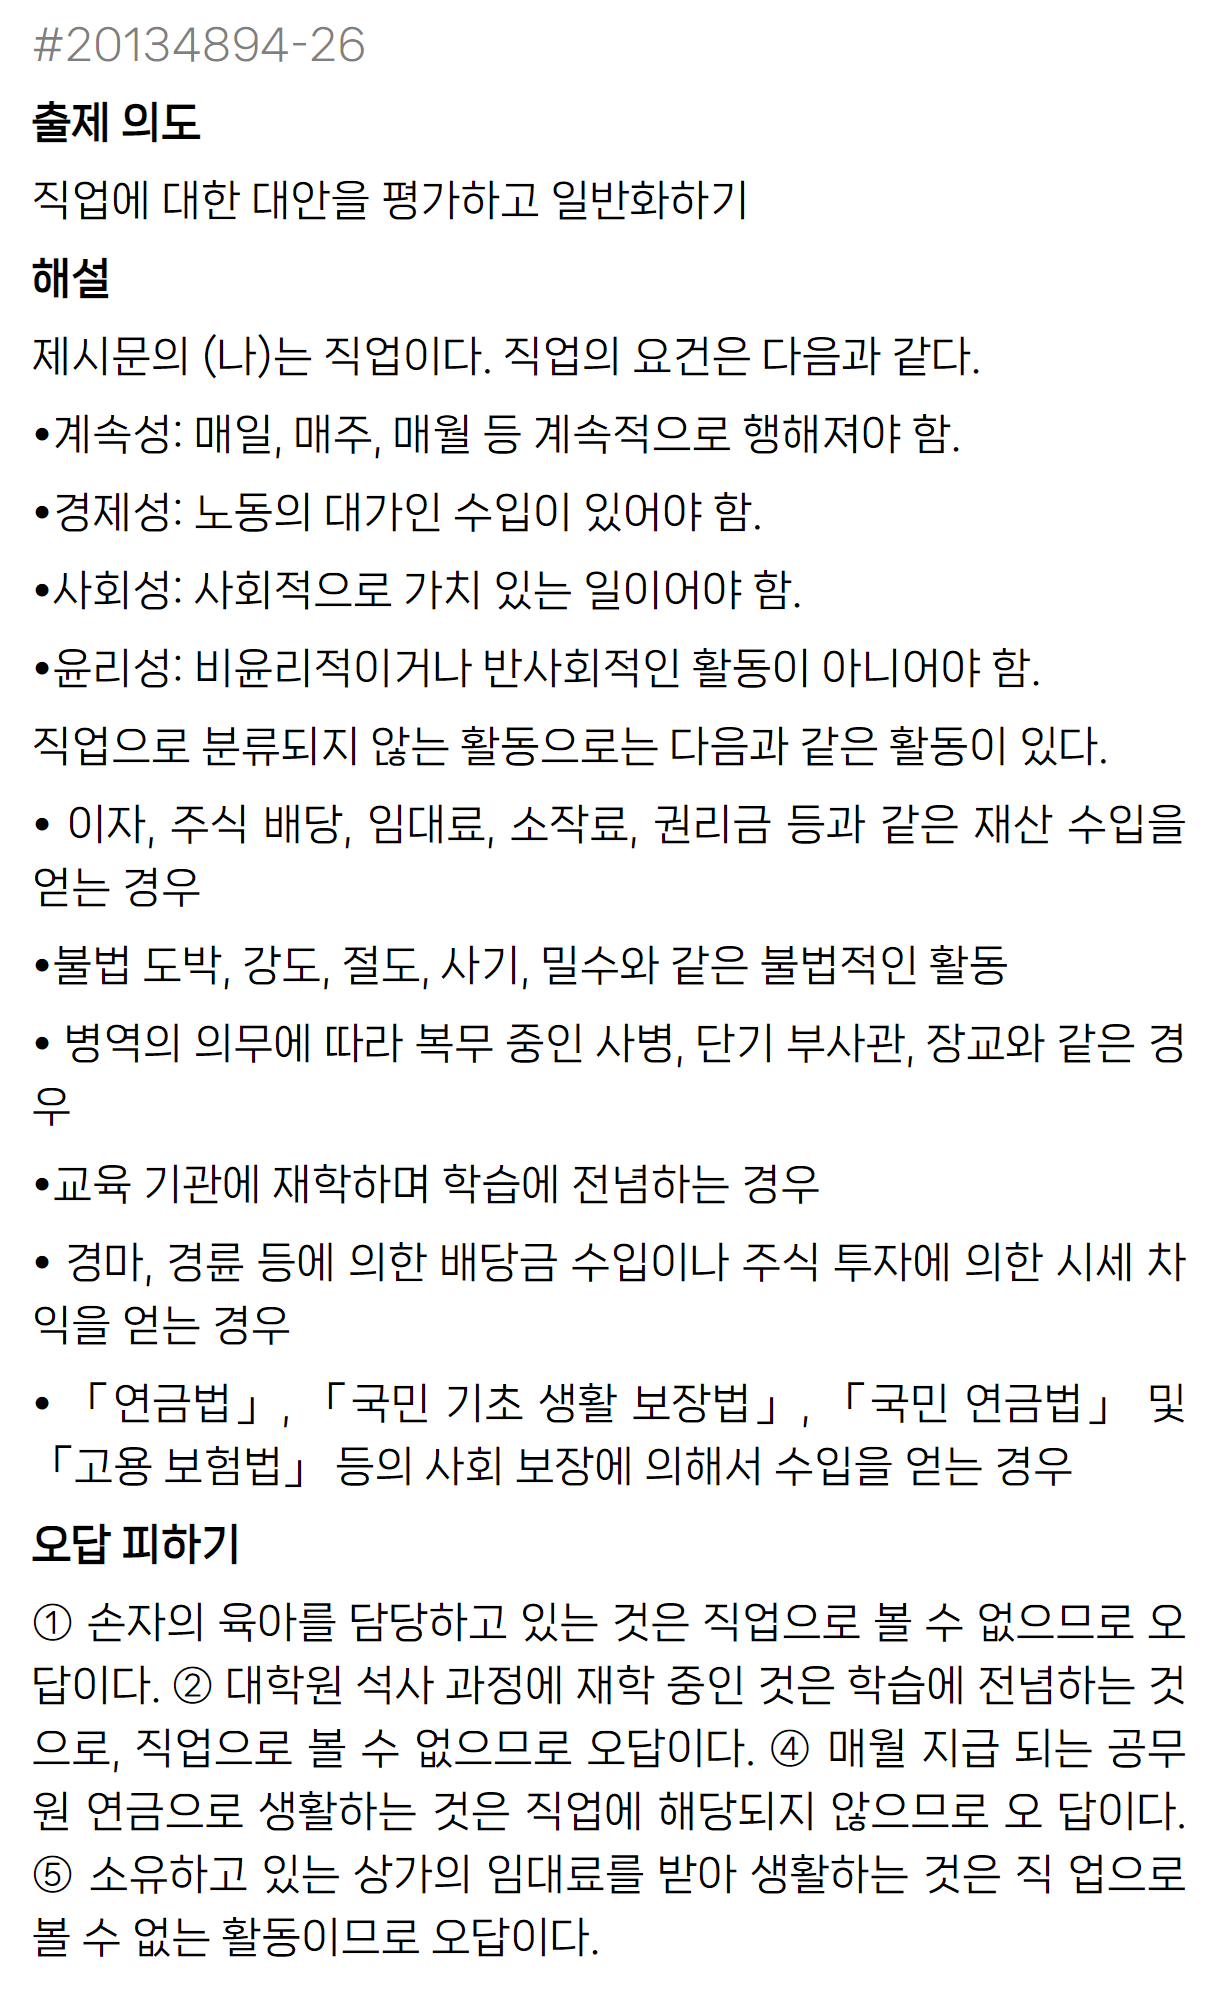 #20134894-26
출제 의도
직업에 대한 대안을 평가하고 일반화하기
해설
제시문의 (나)는 직업이다. 직업의 요건은 다음과 같다.
•계속성: 매일, 매주, 매월 등 계속적으로 행해져야 함.
•경제성: 노동의 대가인 수입이 있어야 함.
•사회성: 사회적으로 가치 있는 일이어야 함.
•윤리성: 비윤리적이거나 반사회적인 활동이 아니어야 함.
직업으로 분류되지 않는 활동으로는 다음과 같은 활동이 있다.
• 이자, 주식 배당, 임대료, 소작료, 권리금 등과 같은 재산 수입을
얻는 경우
•불법 도박, 강도, 절도, 사기, 밀수와 같은 불법적인 활동
• 병역의 의무에 따라 복무 중인 사병, 단기 부사관, 장교와 같은 경
우
•교육 기관에 재학하며 학습에 전념하는 경우
• 경마, 경륜 등에 의한 배당금 수입이나 주식 투자에 의한 시세 차
익을 얻는 경우
• 「연금법」, 「국민 기초 생활 보장법」, 「국민 연금법」 및
「고용 보험법」 등의 사회 보장에 의해서 수입을 얻는 경우
오답 피하기
① 손자의 육아를 담당하고 있는 것은 직업으로 볼 수 없으므로 오
답이다. ② 대학원 석사 과정에 재학 중인 것은 학습에 전념하는 것
으로, 직업으로 볼 수 없으므로 오답이다. ④ 매월 지급 되는 공무
원 연금으로 생활하는 것은 직업에 해당되지 않으므로 오 답이다.
⑤ 소유하고 있는 상가의 임대료를 받아 생활하는 것은 직 업으로
볼 수 없는 활동이므로 오답이다.